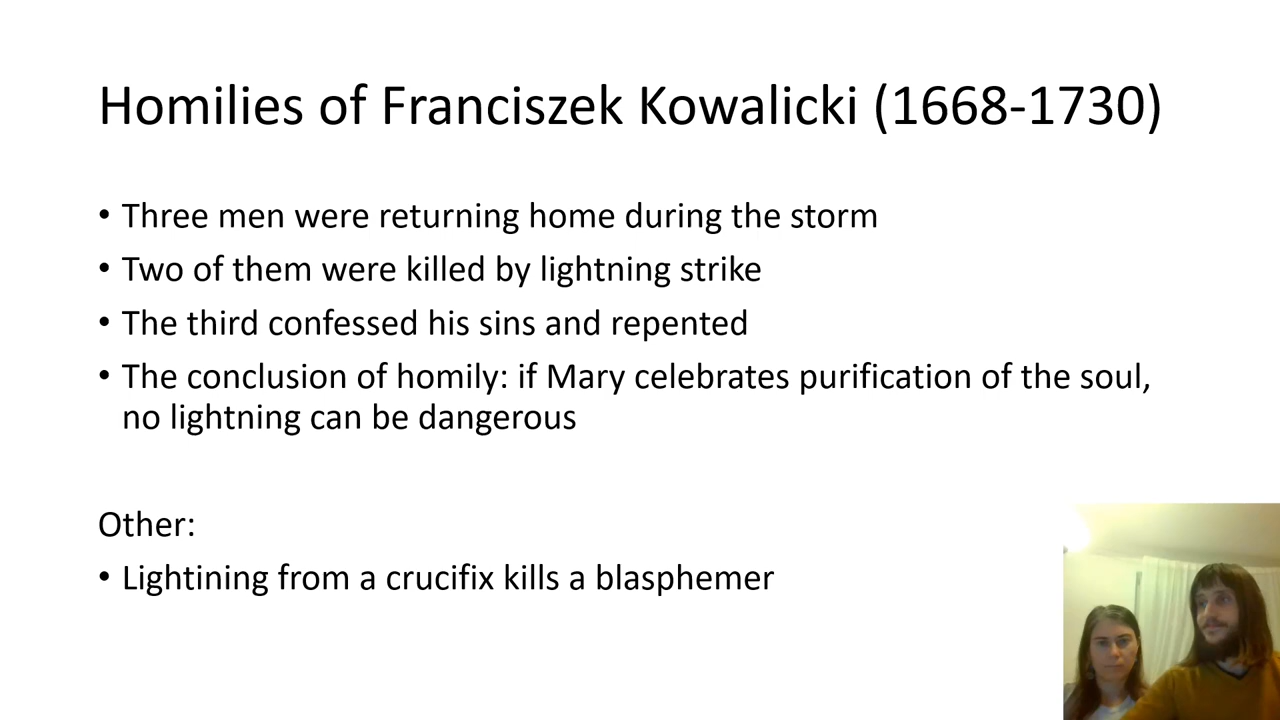 Homilies of Franciszek Kowalicki (1668-1730)
• Three men were returning home during the storm
• Two of them were killed by lightning strike
• The third confessed his sins and repented
• The conclusion of homily: if Mary celebrates purification of the soul,
no lightning can be dangerous
Other:
• Lightining from a crucifix kills a blasphemer